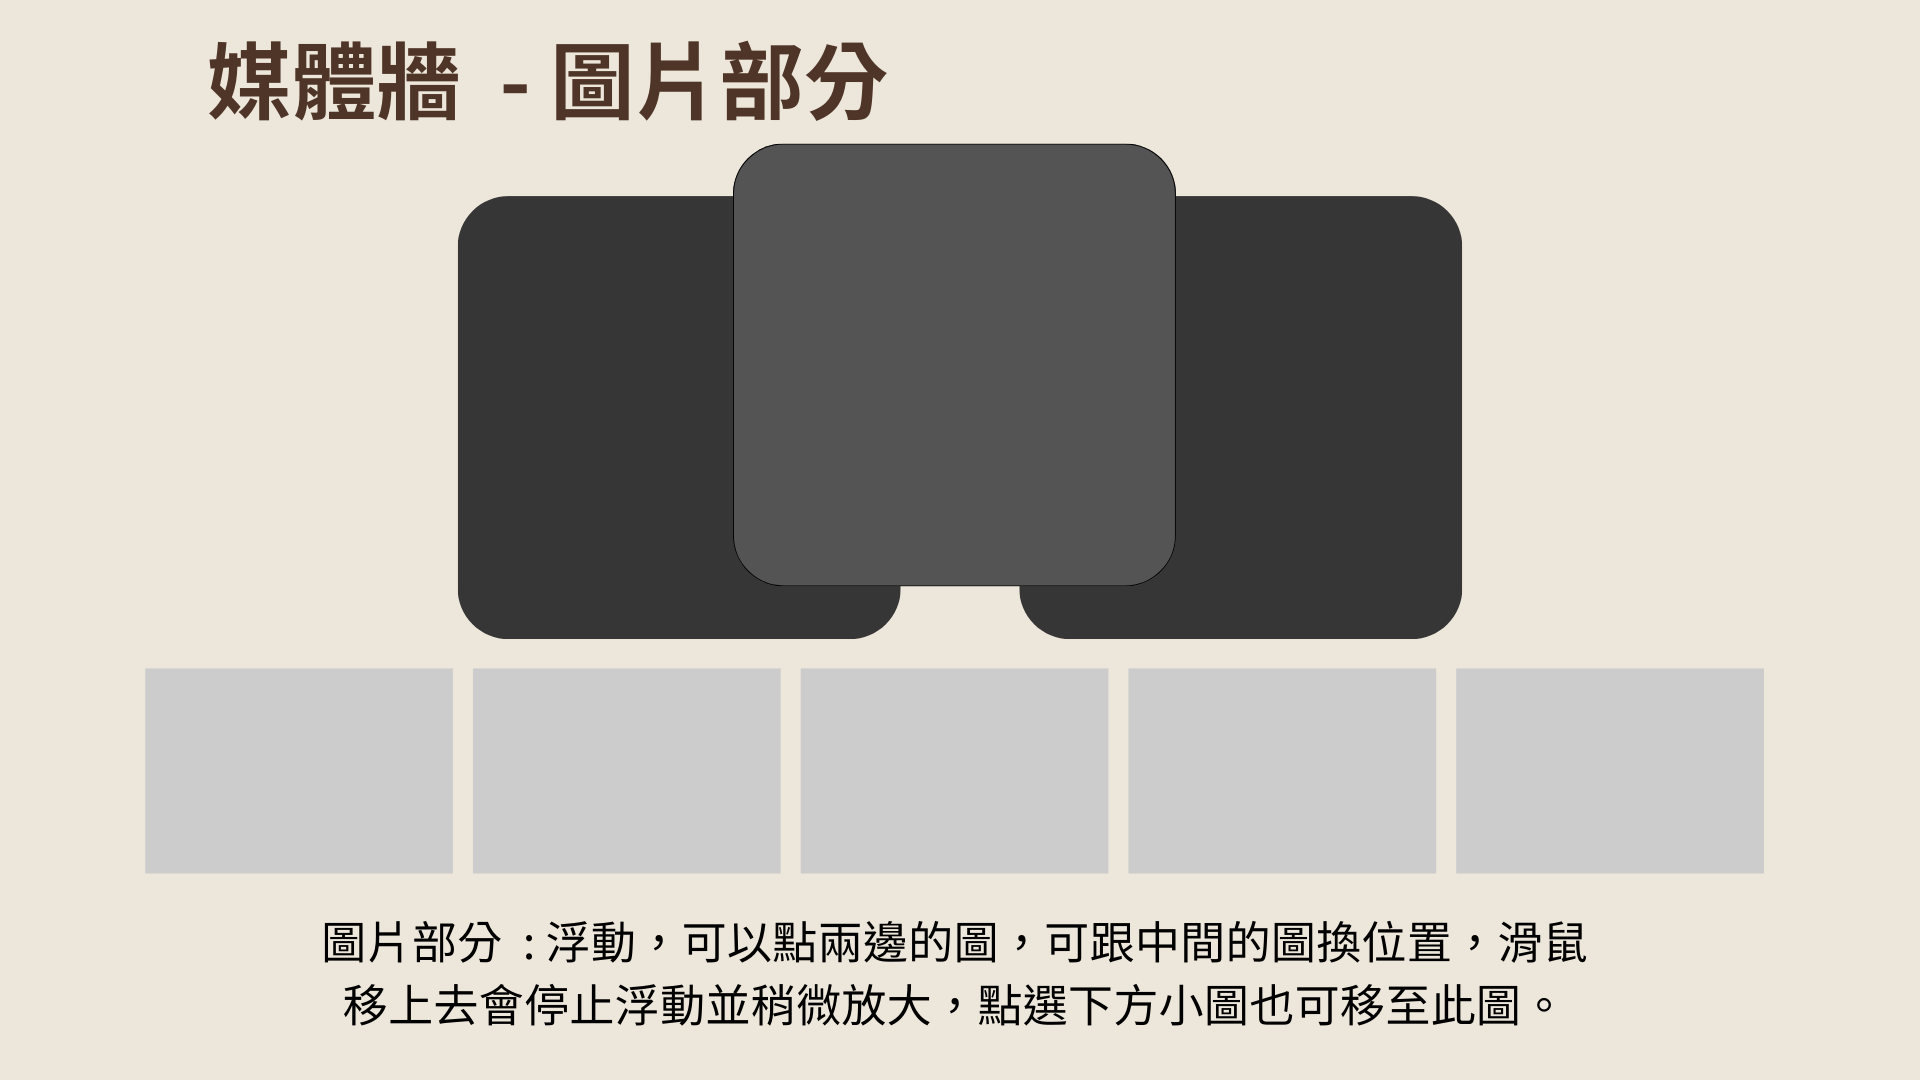 媒體牆 - 圖片部分
圖片部分 : 浮動，可以點兩邊的圖，可跟中間的圖換位置，滑鼠
移上去會停止浮動並稍微放大，點選下方小圖也可移至此圖。